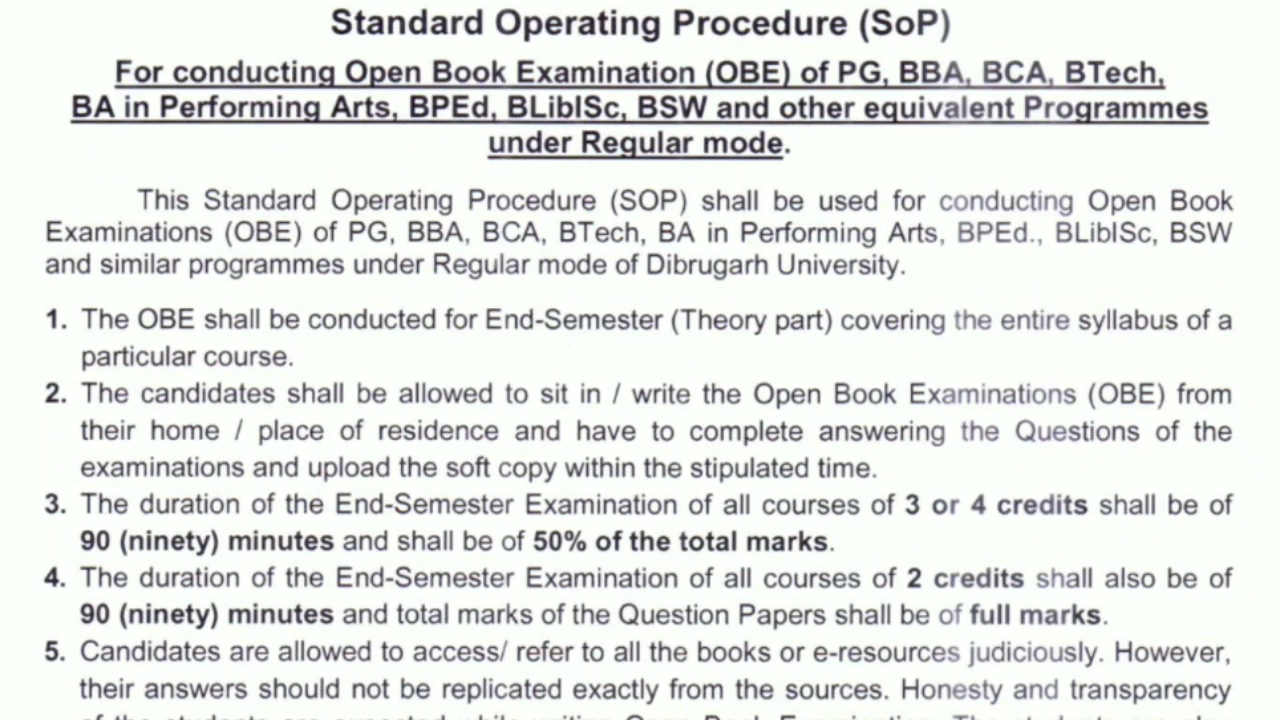 Standard Operating Procedure (SoP)
For conducting Open Book Examination (OBE) of PG, BBA, BCA, BTech,
BA in Performing Arts, BPEd, BLibISc, BSW and other equivalent Programmes
under Regular mode.
This Standard Operating Procedure (SOP) shall be used for conducting Open Book
Examinations (OBE) of PG, BBA, BCA, BTech, BA in Performing Arts, BPEd., BLibISc, BSW
and similar programmes under Regular mode of Dibrugarh University.
1. The OBE shall be conducted for End-Semester (Theory part) covering the entire syllabus of a
particular course.
2. The candidates shall be allowed to sit in / write the Open Book Examinations (OBE) from
their home / place of residence and have to complete answering the Questions of the
examinations and upload the soft copy within the stipulated time.
3. The duration of the End-Semester Examination of all courses of 3 or 4 credits shall be of
90 (ninety) minutes and shall be of 50% of the total marks.
4. The duration of the End-Semester Examination of all courses of 2 credits shall also be of
90 (ninety) minutes and total marks of the Question Papers shall be of full marks.
5. Candidates are allowed to access/ refer to all the books or e-resources judiciously. However,
their answers should not be replicated exactly from the sources. Honesty and transparency